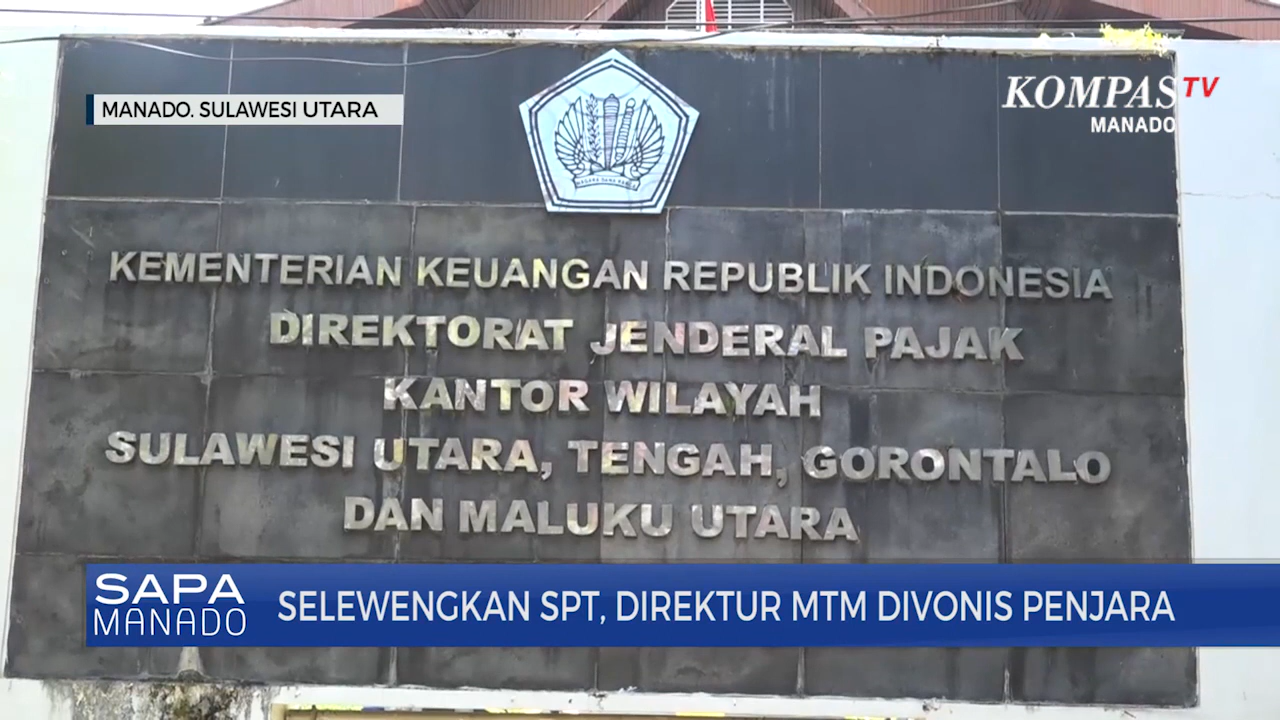 MANADO. SULAWESI UTARA
KOMPAS TV
MANADO
KEMENTERIAN KEUANGAN REPUBLIK INDONESIA
DIREKTORAT JENDERAL PAJAK
KANTOR WILAYAH
SULAWESI UTARA, TENGAH, GORONTALO
DAN MALUKU UTARA
SAPA
MANADO
SELEWENGKAN SPT, DIREKTUR MTM DIVONIS PENJARA